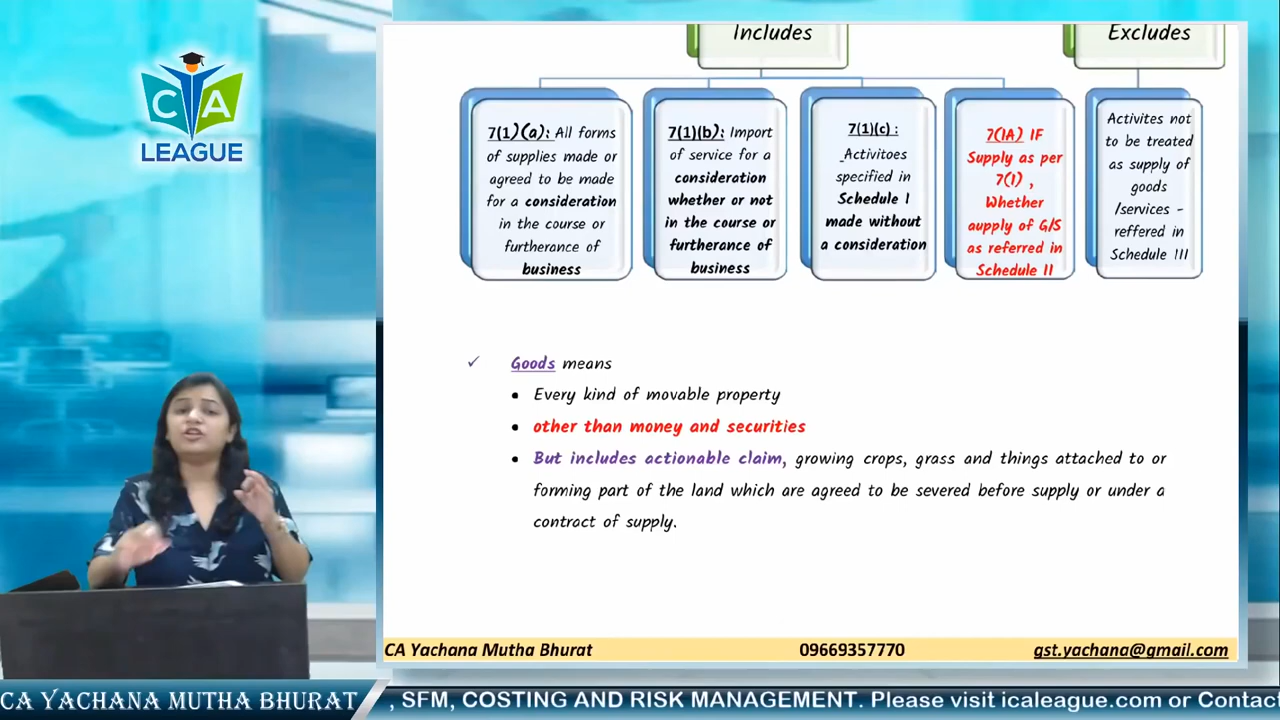 CA
LEAGUE
Includes
Excludes
7(1)(a): All forms
of supplies made or
agreed to be made
for a consideration
in the course or
furtherance of
business
7(1)(b): Import
of service for a
consideration
whether or not
in the course or
furtherance of
business
7(1)(c) :
Activitoes
specified in
Schedule I
made without
a consideration
7(1A) IF
Supply as per
7(1) ,
Whether
aupply of G/S
as referred in
Schedule II
Activites not
to be treated
as supply of
goods
/services -
reffered in
Schedule III
✓ Goods means
• Every kind of movable property
• other than money and securities
• But includes actionable claim, growing crops, grass and things attached to or
forming part of the land which are agreed to be severed before supply or under a
contract of supply.
CA Yachana Mutha Bhurat 09669357770 gst.yachana@gmail.com
CA YACHANA MUTHA BHURAT , SFM, COSTING AND RISK MANAGEMENT. Please visit icaleague.com or Contact